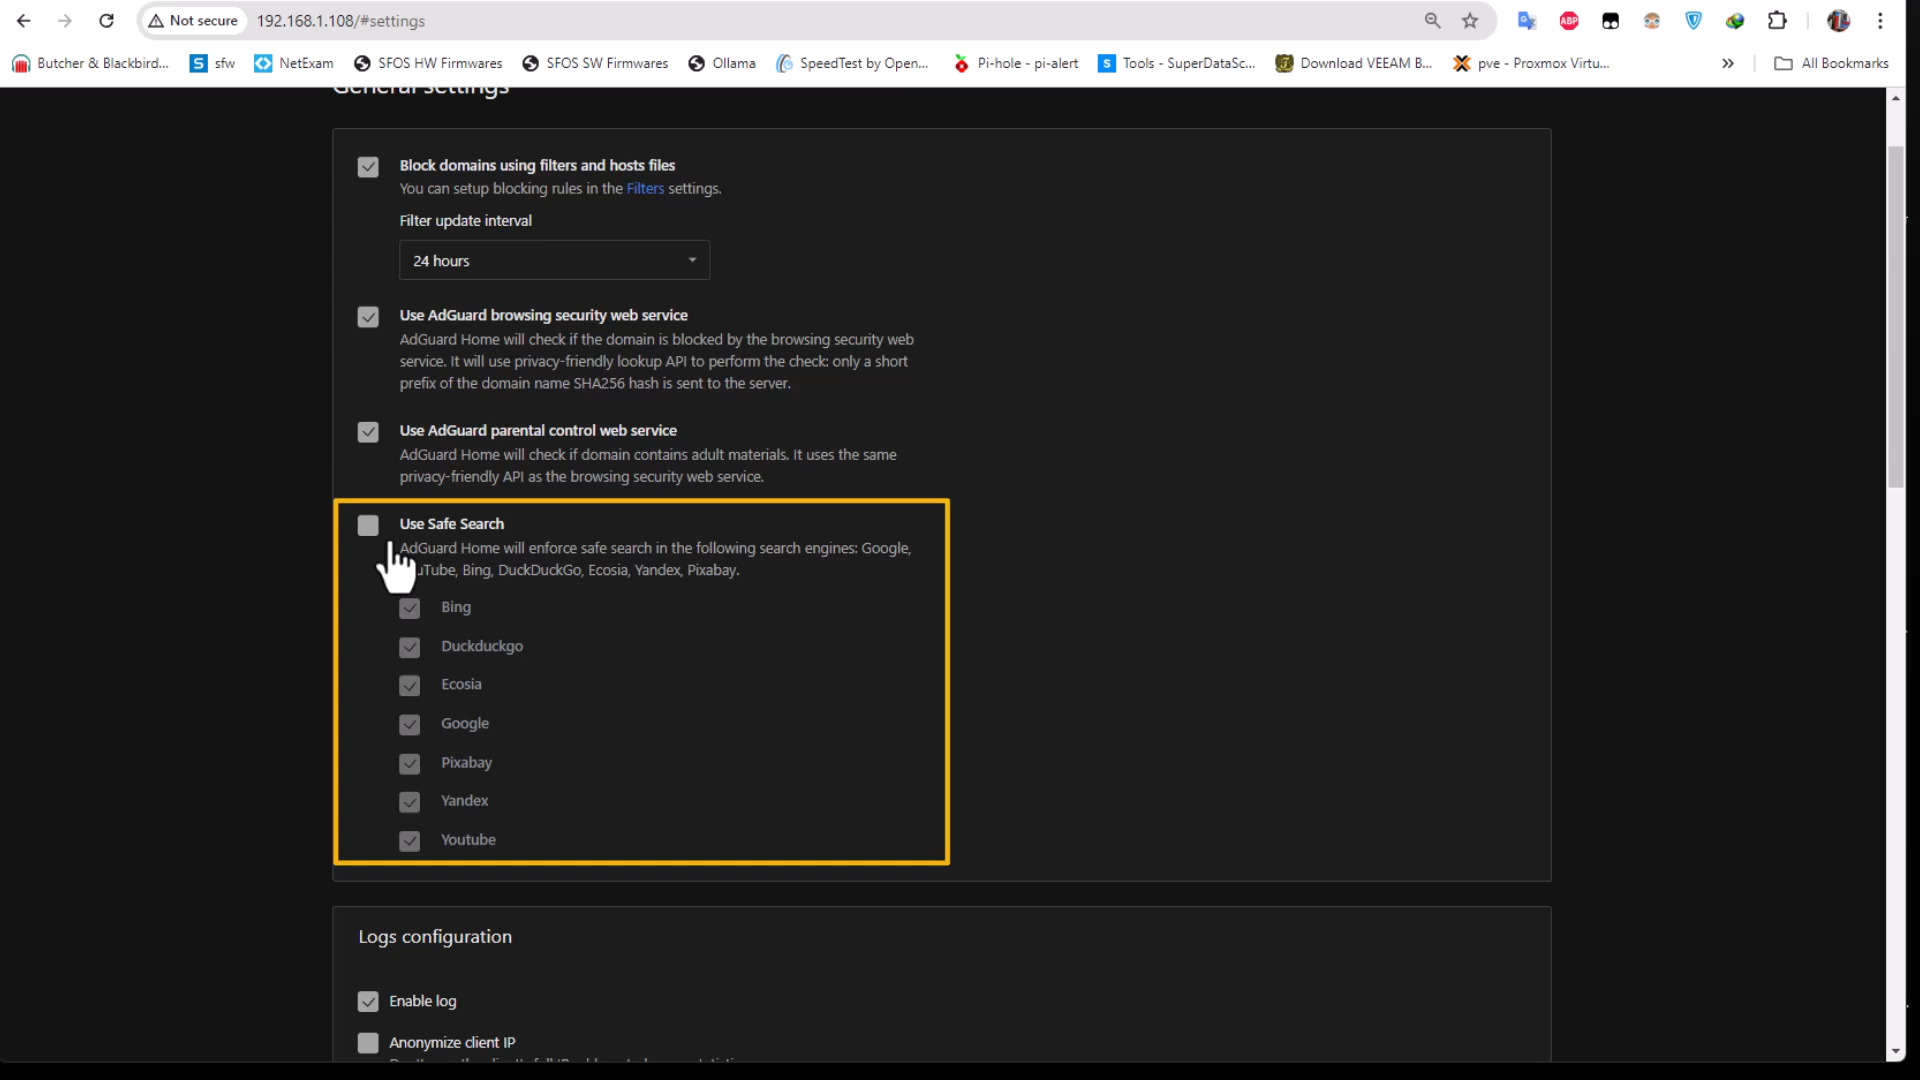 Not secure 192.168.1.108/#settings
Butcher & Blackbird... sfw NetExam SFOS HW Firmwares SFOS SW Firmwares Ollama SpeedTest by Open... Pi-hole - pi-alert Tools - SuperDataSc... Download VEEAM B... pve - Proxmox Virtu... » All Bookmarks
General settings
Block domains using filters and hosts files
You can setup blocking rules in the Filters settings.
Filter update interval
24 hours
Use AdGuard browsing security web service
AdGuard Home will check if the domain is blocked by the browsing security web
service. It will use privacy-friendly lookup API to perform the check: only a short
prefix of the domain name SHA256 hash is sent to the server.
Use AdGuard parental control web service
AdGuard Home will check if domain contains adult materials. It uses the same
privacy-friendly API as the browsing security web service.
Use Safe Search
AdGuard Home will enforce safe search in the following search engines: Google,
uTube, Bing, DuckDuckGo, Ecosia, Yandex, Pixabay.
Bing
Duckduckgo
Ecosia
Google
Pixabay
Yandex
Youtube
Logs configuration
Enable log
Anonymize client IP